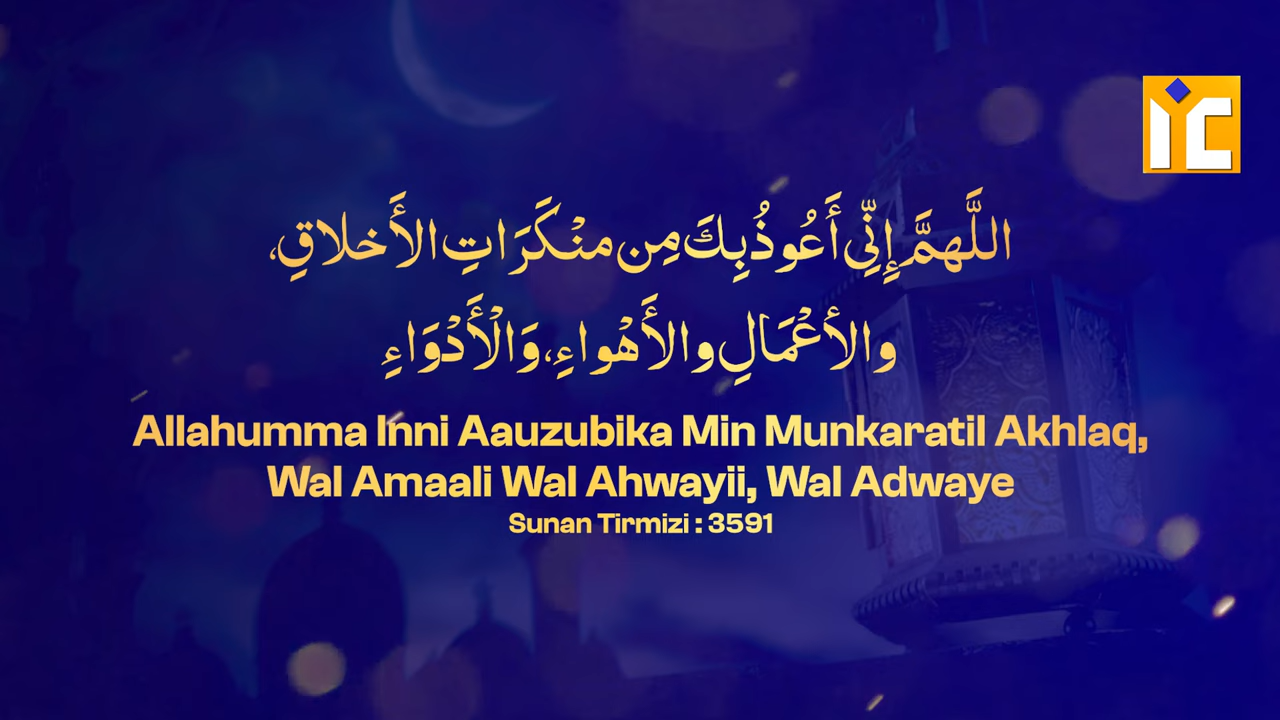 اللَّهمَّ إِنِّي أَعُوذُ بِكَ مِن منْكَرَاتِ الأَخلاقِ،
والأعْمَالِ والأَهْواءِ، وَالْأَدْوَاءِ
Allahumma Inni Aauzubika Min Munkaratil Akhlaq,
Wal Amaali Wal Ahwayii, Wal Adwaye
Sunan Tirmizi : 3591